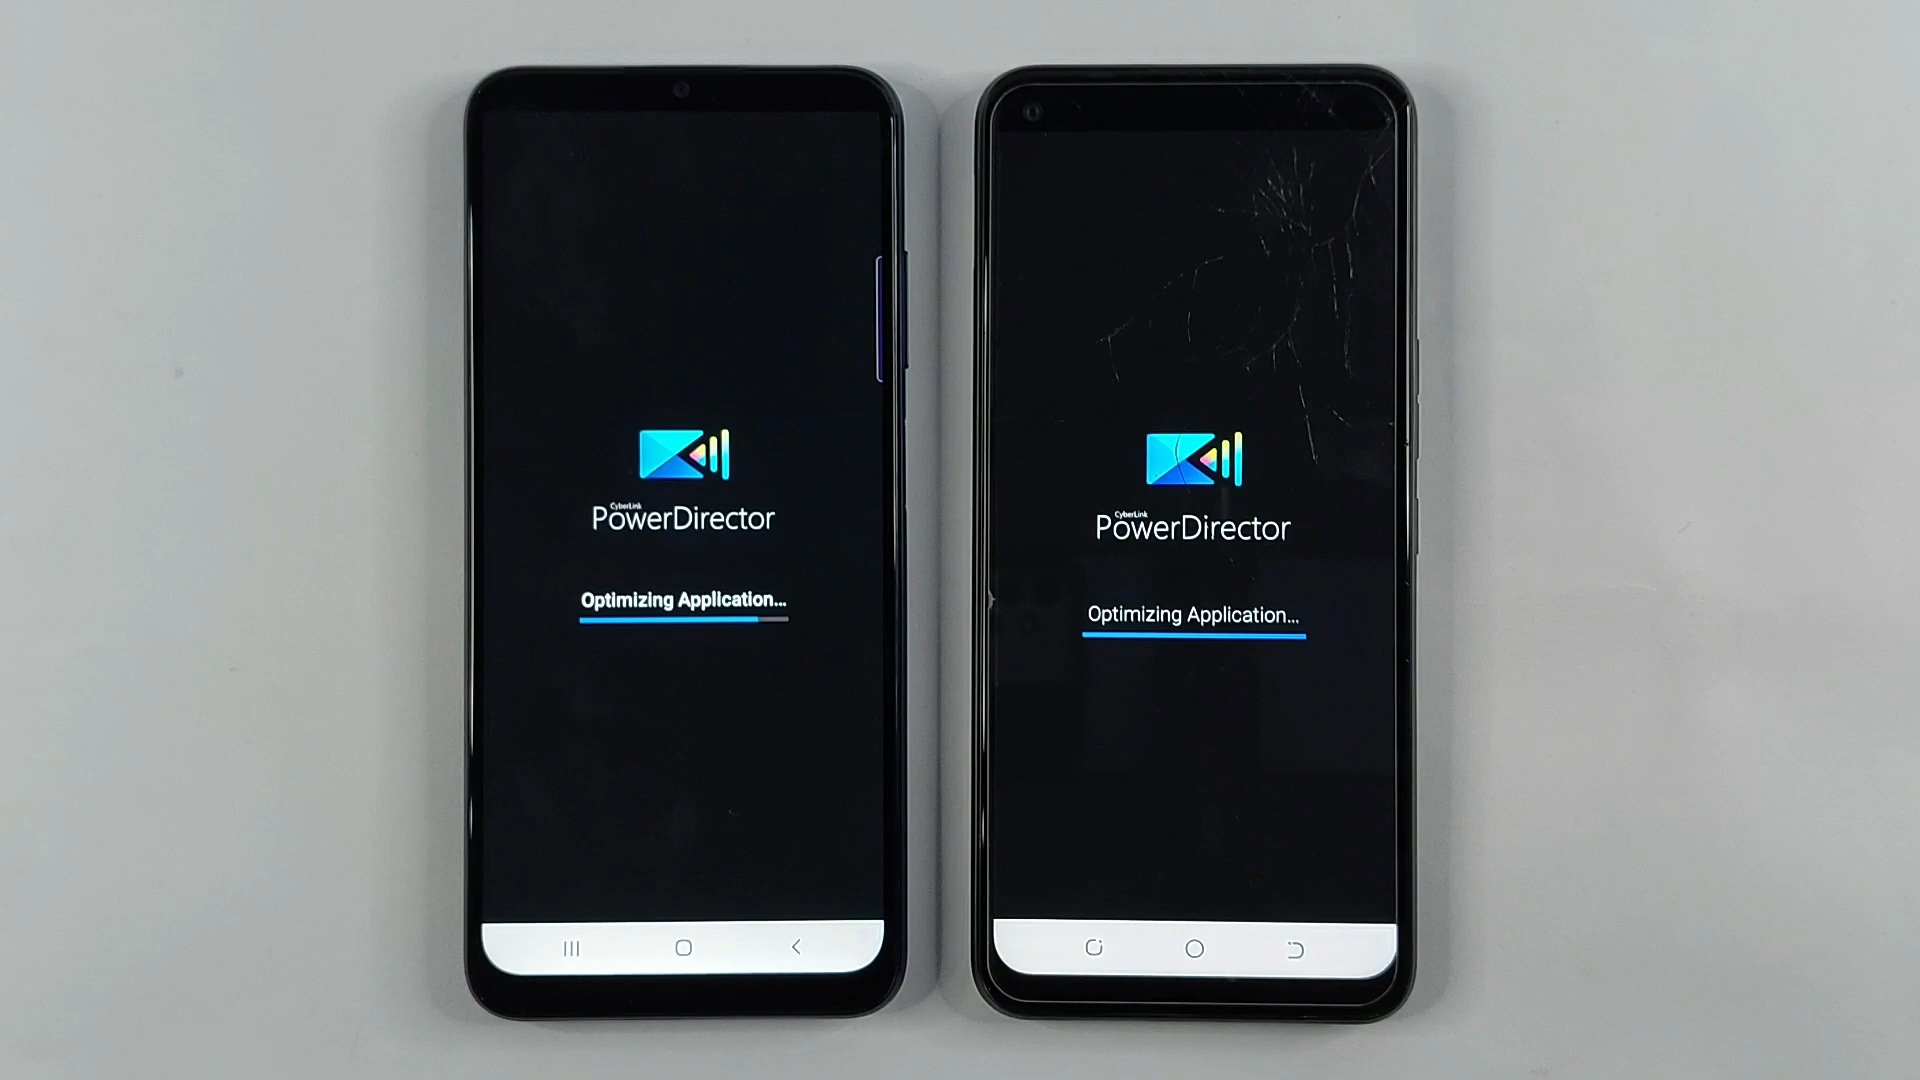 CyberLink
PowerDirector
Optimizing Application...
CyberLink
PowerDirector
Optimizing Application...